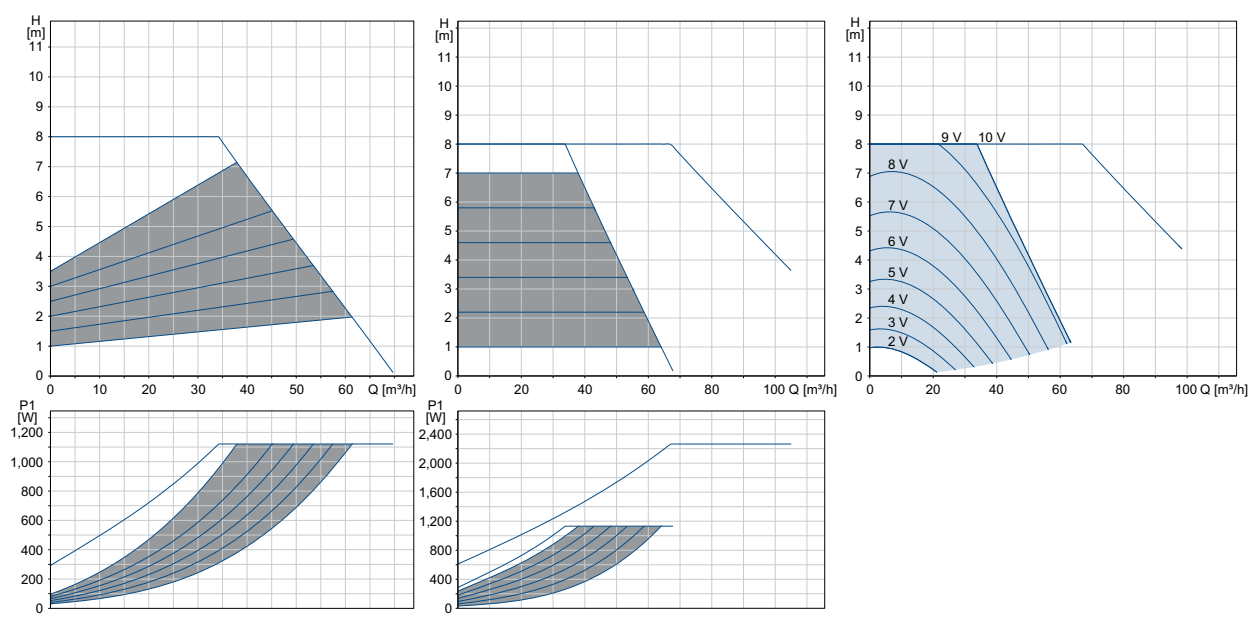 H
[m]
11
10
9
8
7
6
5
4
3
2
1
0
0 10 20 30 40 50 60 Q [m³/h]
H
[m]
11
10
9
8
7
6
5
4
3
2
1
0
0 20 40 60 80 100 Q [m³/h]
H
[m]
11
10
9
8
7
6
5
4
3
2
1
0
9 V 10 V
8 V
7 V
6 V
5 V
4 V
3 V
2 V
0 20 40 60 80 100 Q [m³/h]
P1
[W]
1,200
1,000
800
600
400
200
0
P1
[W]
2,400
2,000
1,600
1,200
800
400
0